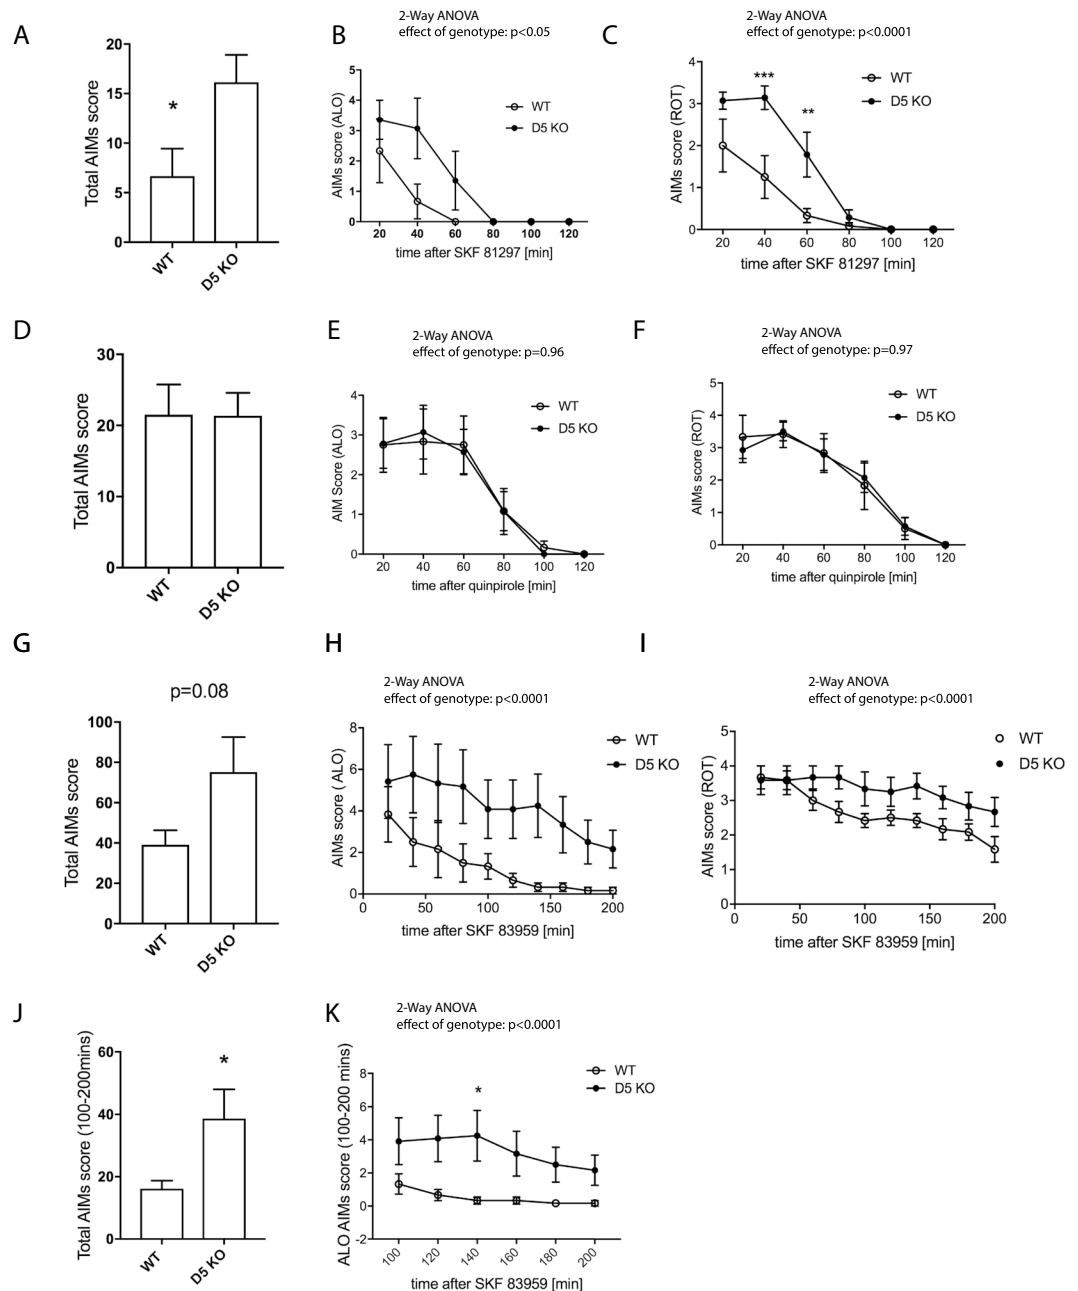 A
Total AIMs score
20
15
10
5
0
*
WT
D5 KO
B
2-Way ANOVA
effect of genotype: p<0.05
AIMs score (ALO)
5
4
3
2
1
0
WT
D5 KO
20 40 60 80 100 120
time after SKF 81297 [min]
C
2-Way ANOVA
effect of genotype: p<0.0001
AIMs score (ROT)
4
3
2
1
0
***
**
WT
D5 KO
20 40 60 80 100 120
time after SKF 81297 [min]
D
Total AIMs score
30
20
10
0
WT
D5 KO
E
2-Way ANOVA
effect of genotype: p=0.96
AIM Score (ALO)
4
3
2
1
0
WT
D5 KO
20 40 60 80 100 120
time after quinpirole [min]
F
2-Way ANOVA
effect of genotype: p=0.97
AIMs score (ROT)
5
4
3
2
1
0
WT
D5 KO
20 40 60 80 100 120
time after quinpirole [min]
G
p=0.08
Total AIMs score
100
80
60
40
20
0
WT
D5 KO
H
2-Way ANOVA
effect of genotype: p<0.0001
AIMs score (ALO)
8
6
4
2
0
WT
D5 KO
0 50 100 150 200
time after SKF 83959 [min]
I
2-Way ANOVA
effect of genotype: p<0.0001
AIMs score (ROT)
5
4
3
2
1
0
WT
D5 KO
0 50 100 150 200
time after SKF 83959 [min]
J
Total AIMs score (100-200mins)
60
40
20
0
*
WT
D5 KO
K
2-Way ANOVA
effect of genotype: p<0.0001
ALO AIMs score (100-200 mins)
8
6
4
2
0
-2
*
WT
D5 KO
100 120 140 160 180 200
time after SKF 83959 [min]